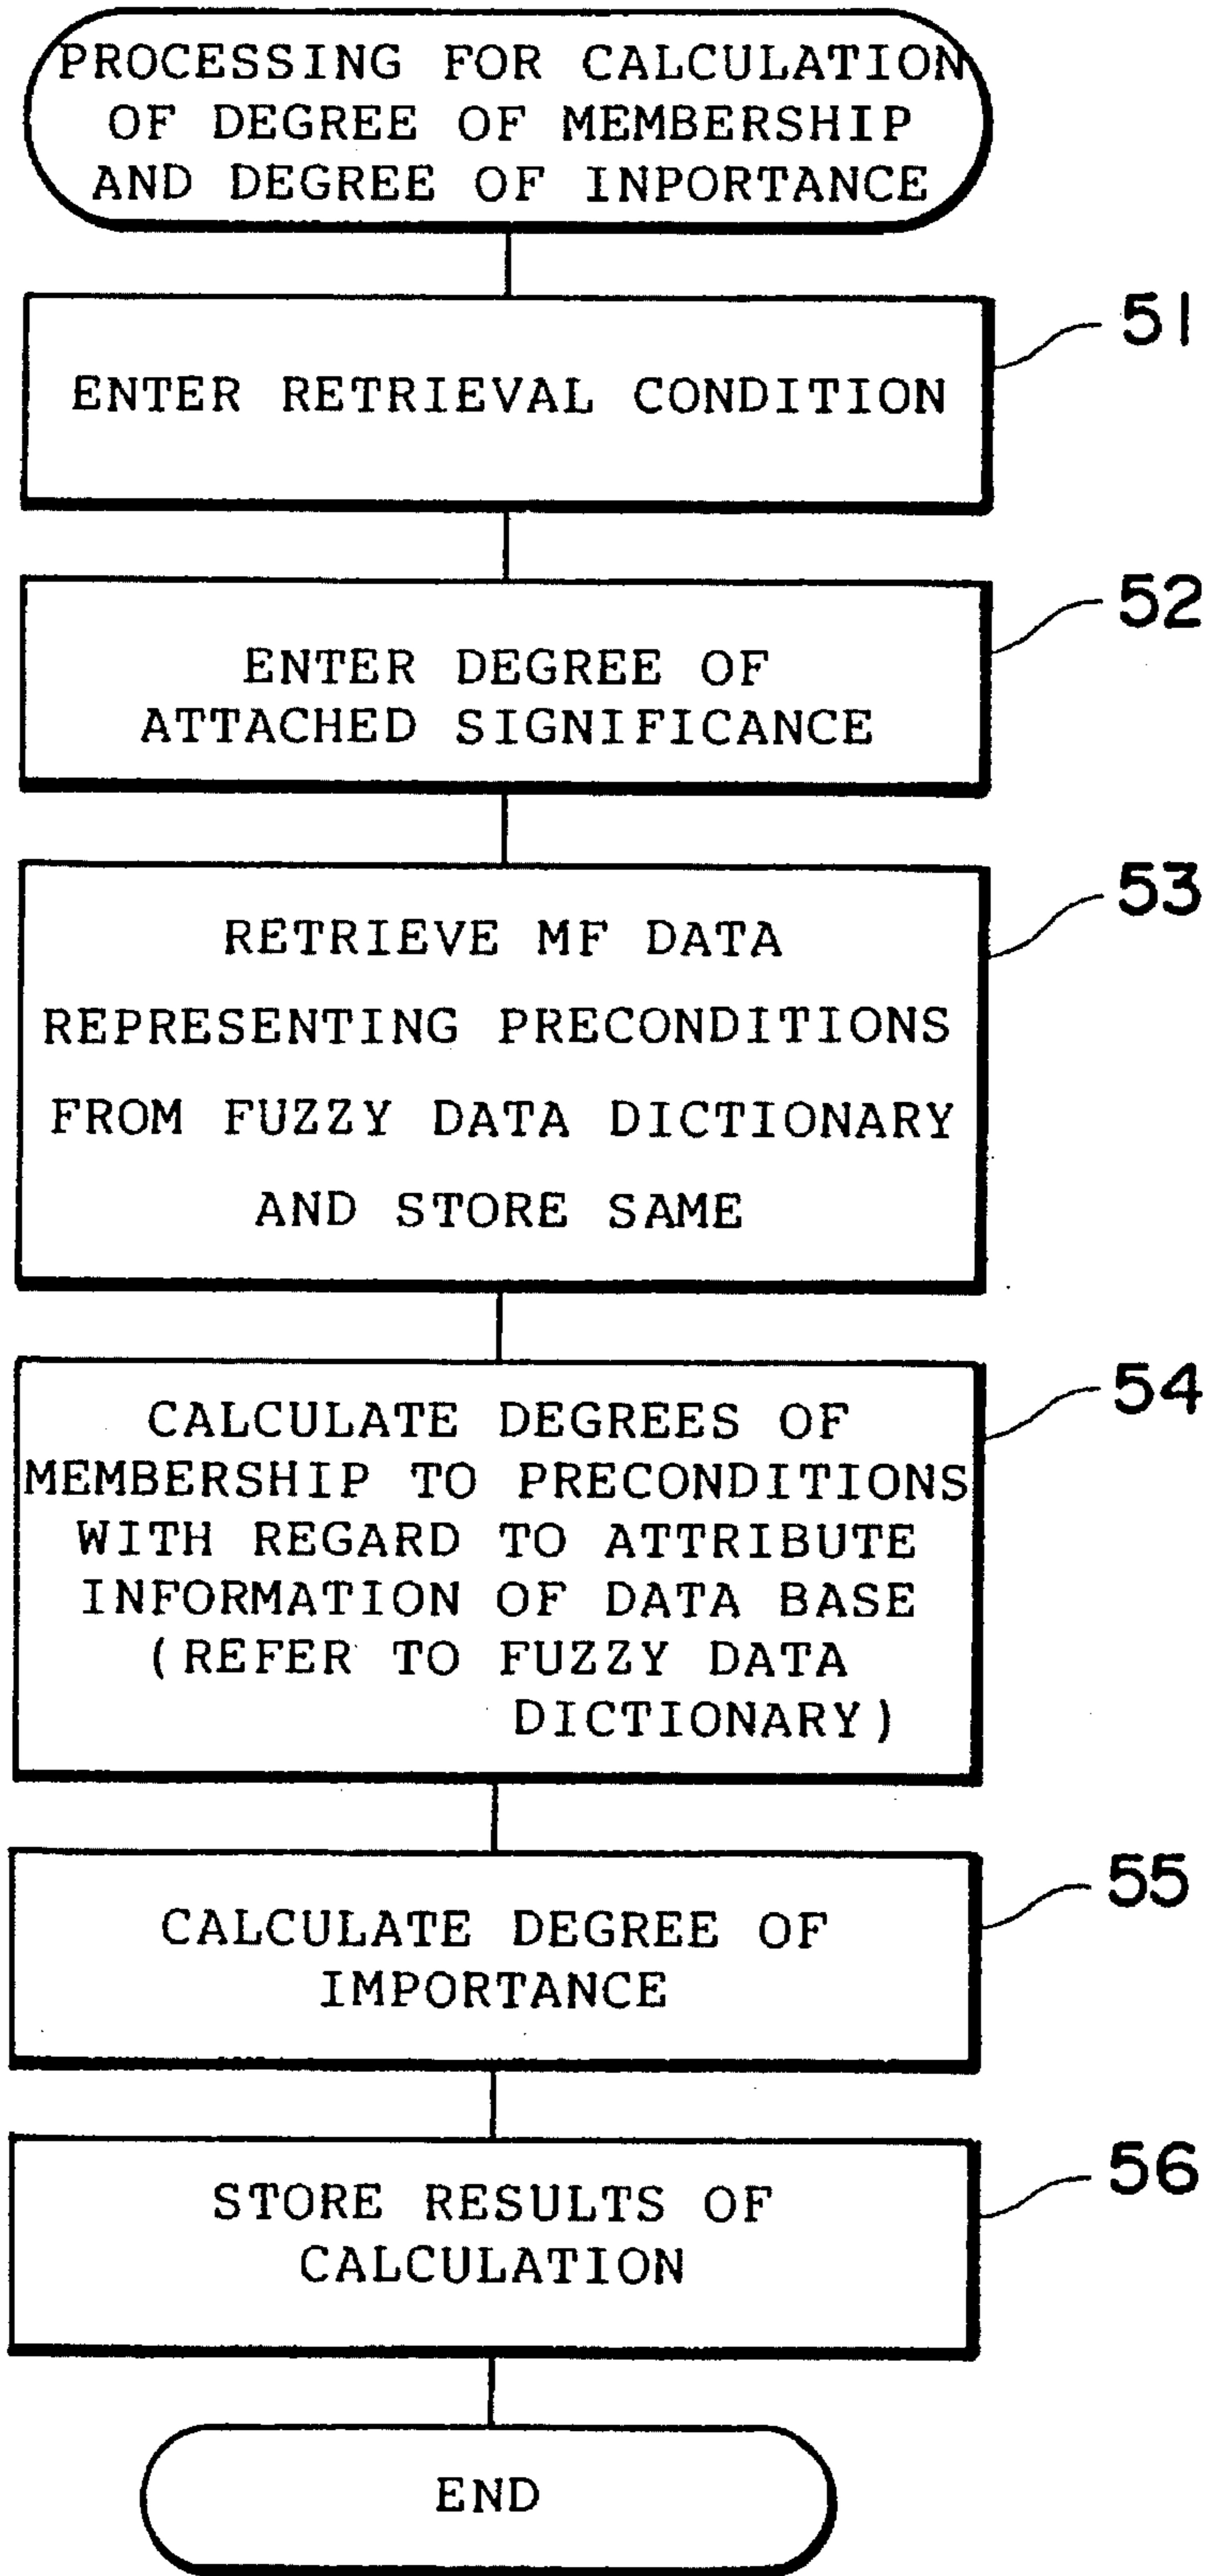 PROCESSING FOR CALCULATION
OF DEGREE OF MEMBERSHIP
AND DEGREE OF INPORTANCE
51
ENTER RETRIEVAL CONDITION
52
ENTER DEGREE OF
ATTACHED SIGNIFICANCE
53
RETRIEVE MF DATA
REPRESENTING PRECONDITIONS
FROM FUZZY DATA DICTIONARY
AND STORE SAME
54
CALCULATE DEGREES OF
MEMBERSHIP TO PRECONDITIONS
WITH REGARD TO ATTRIBUTE
INFORMATION OF DATA BASE
(REFER TO FUZZY DATA
DICTIONARY)
55
CALCULATE DEGREE OF
IMPORTANCE
56
STORE RESULTS OF
CALCULATION
END